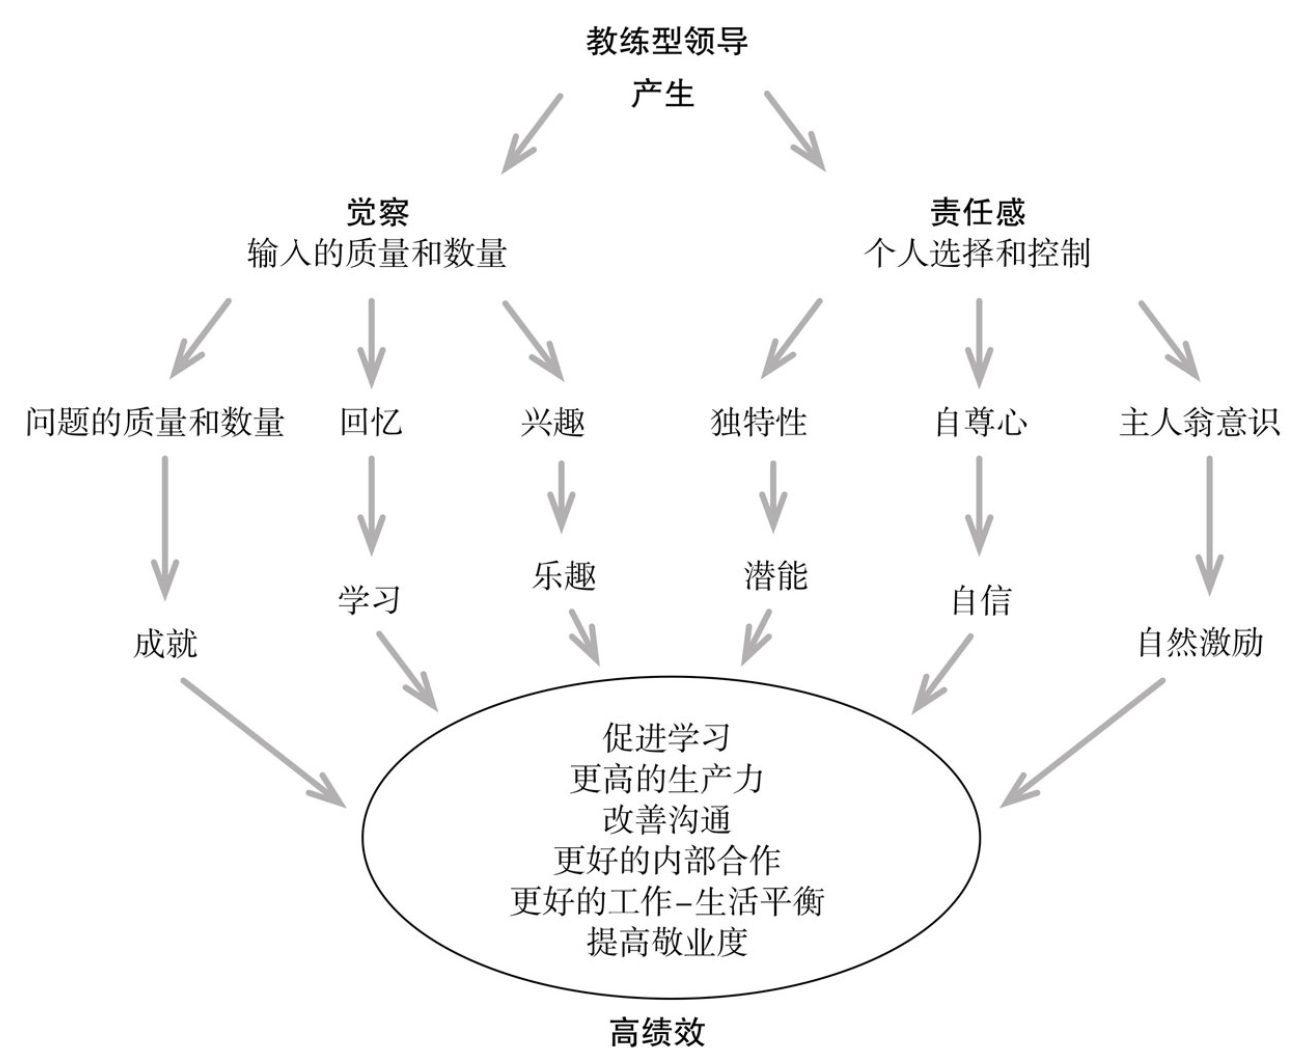 教练型领导
产生
觉察
输入的质量和数量
责任感
个人选择和控制
问题的质量和数量
回忆
兴趣
独特性
自尊心
主人翁意识
成就
学习
乐趣
潜能
自信
自然激励
促进学习
更高的生产力
改善沟通
更好的内部合作
更好的工作–生活平衡
提高敬业度
高绩效